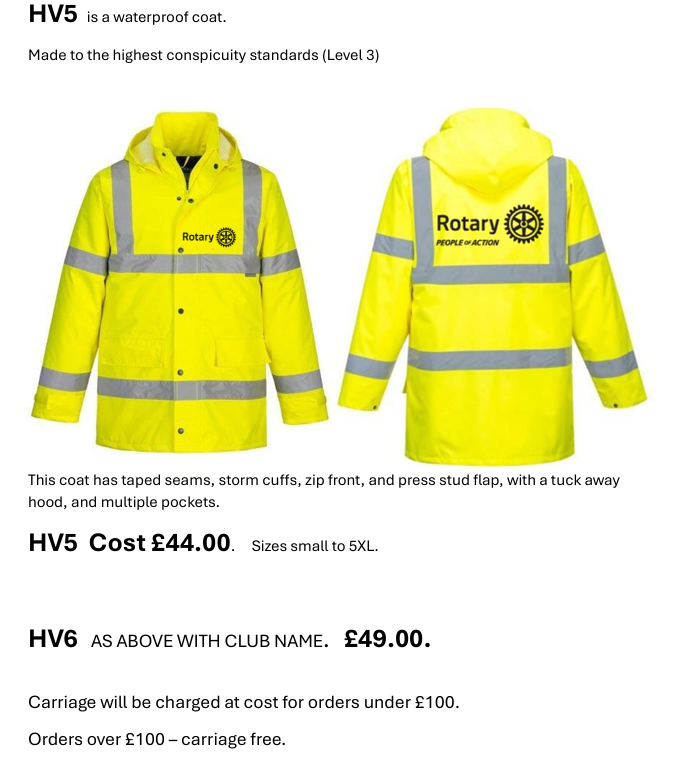 HV5 is a waterproof coat.
Made to the highest conspicuity standards (Level 3)
Rotary
Rotary
PEOPLE OF ACTION
This coat has taped seams, storm cuffs, zip front, and press stud flap, with a tuck away
hood, and multiple pockets.
HV5 Cost £44.00. Sizes small to 5XL.
HV6 AS ABOVE WITH CLUB NAME. £49.00.
Carriage will be charged at cost for orders under £100.
Orders over £100 – carriage free.